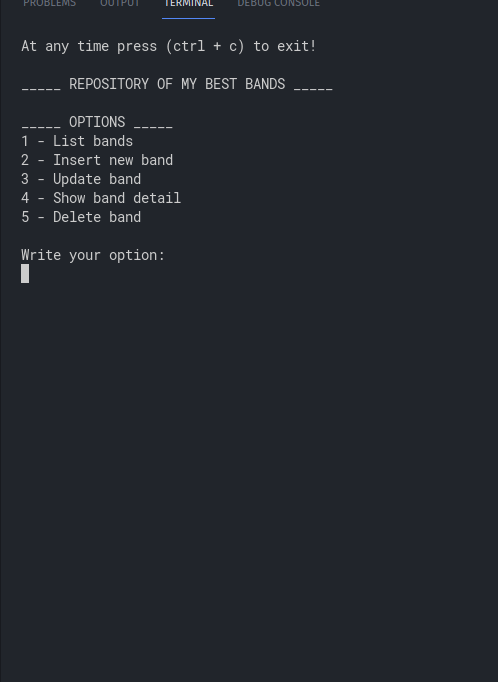 PROBLEMS OUTPUT TERMINAL DEBUG CONSOLE
At any time press (ctrl + c) to exit!
_____ REPOSITORY OF MY BEST BANDS _____
_____ OPTIONS _____
1 - List bands
2 - Insert new band
3 - Update band
4 - Show band detail
5 - Delete band
Write your option: